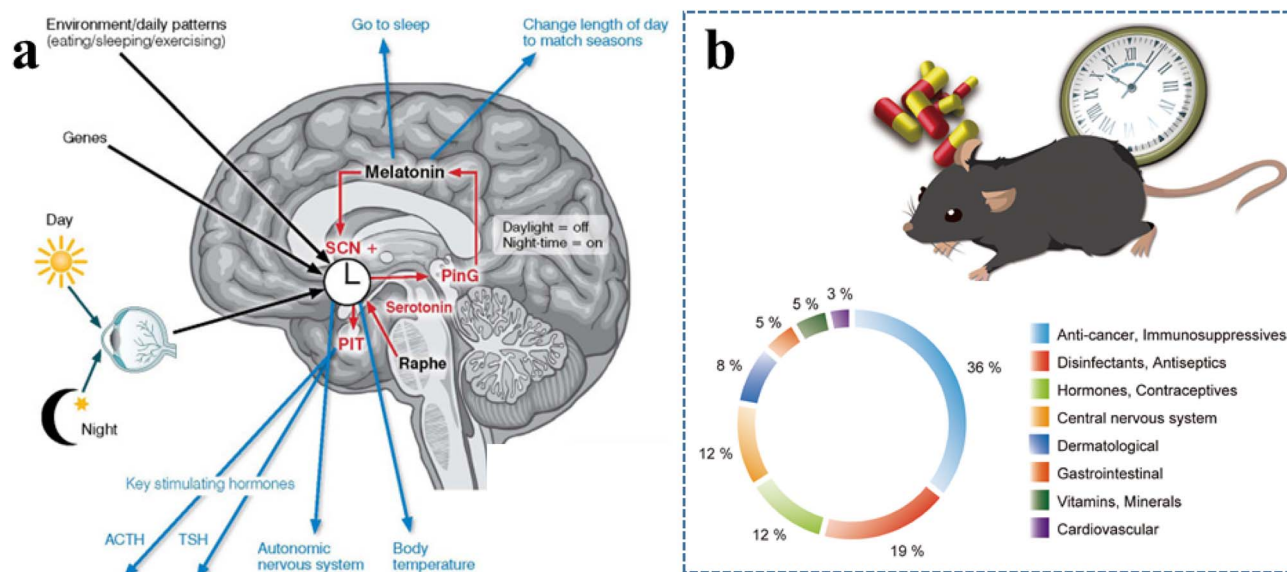 a
Environment/daily patterns
(eating/sleeping/exercising)
Go to sleep
Change length of day
to match seasons
Genes
Melatonin
Day
Daylight = off
Night-time = on
SCN +
PinG
Serotonin
PIT
Raphe
Night
Key stimulating hormones
ACTH
TSH
Autonomic
nervous system
Body
temperature
b
3 %
5 %
5 %
8 %
36 %
12 %
12 %
19 %
Anti-cancer, Immunosuppressives
Disinfectants, Antiseptics
Hormones, Contraceptives
Central nervous system
Dermatological
Gastrointestinal
Vitamins, Minerals
Cardiovascular